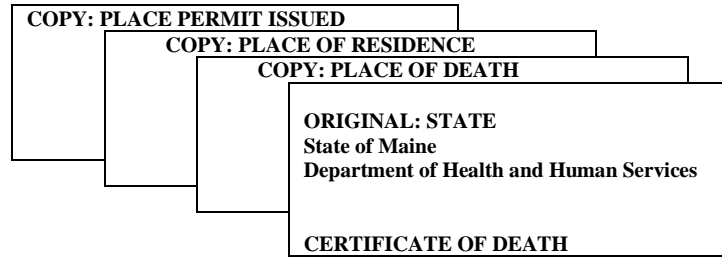 COPY: PLACE PERMIT ISSUED
COPY: PLACE OF RESIDENCE
COPY: PLACE OF DEATH
ORIGINAL: STATE
State of Maine
Department of Health and Human Services
CERTIFICATE OF DEATH